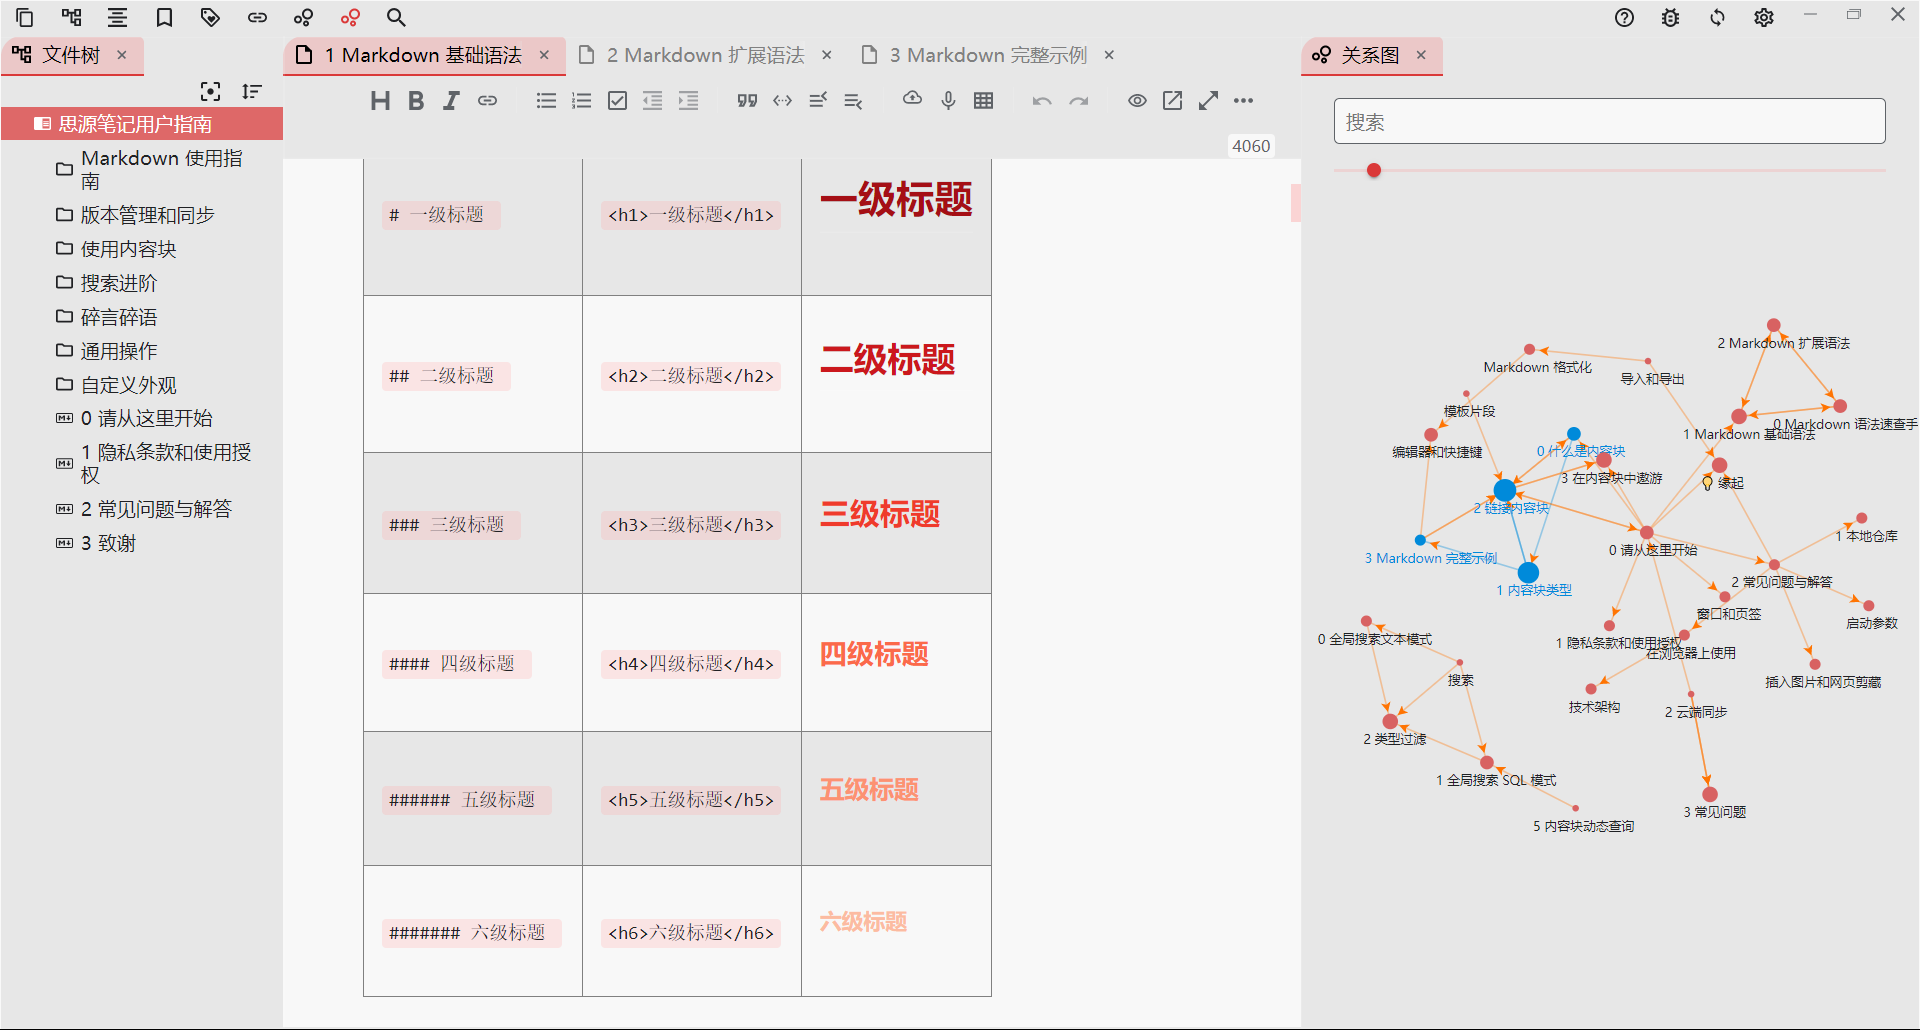 文件树
1 Markdown 基础语法
2 Markdown 扩展语法
3 Markdown 完整示例
关系图
思源笔记用户指南
Markdown 使用指
南
版本管理和同步
使用内容块
搜索进阶
碎言碎语
通用操作
自定义外观
0 请从这里开始
1 隐私条款和使用授
权
2 常见问题与解答
3 致谢
4060
# 一级标题
<h1>一级标题</h1>
一级标题
## 二级标题
<h2>二级标题</h2>
二级标题
### 三级标题
<h3>三级标题</h3>
三级标题
#### 四级标题
<h4>四级标题</h4>
四级标题
###### 五级标题
<h5>五级标题</h5>
五级标题
####### 六级标题
<h6>六级标题</h6>
六级标题
搜索
2 Markdown 扩展语法
Markdown 格式化
导入和导出
模板片段
0 Markdown 语法速查手
1 Markdown 基础语法
编辑器和快捷键
0 什么是内容块
3 在内容块中遨游
缘起
2 链接内容块
1 本地仓库
0 请从这里开始
3 Markdown 完整示例
2 常见问题与解答
1 内容块类型
窗口和页签
启动参数
0 全局搜索文本模式
1 隐私条款和使用授权
在浏览器上使用
搜索
插入图片和网页剪藏
技术架构
2 云端同步
2 类型过滤
1 全局搜索 SQL 模式
3 常见问题
5 内容块动态查询